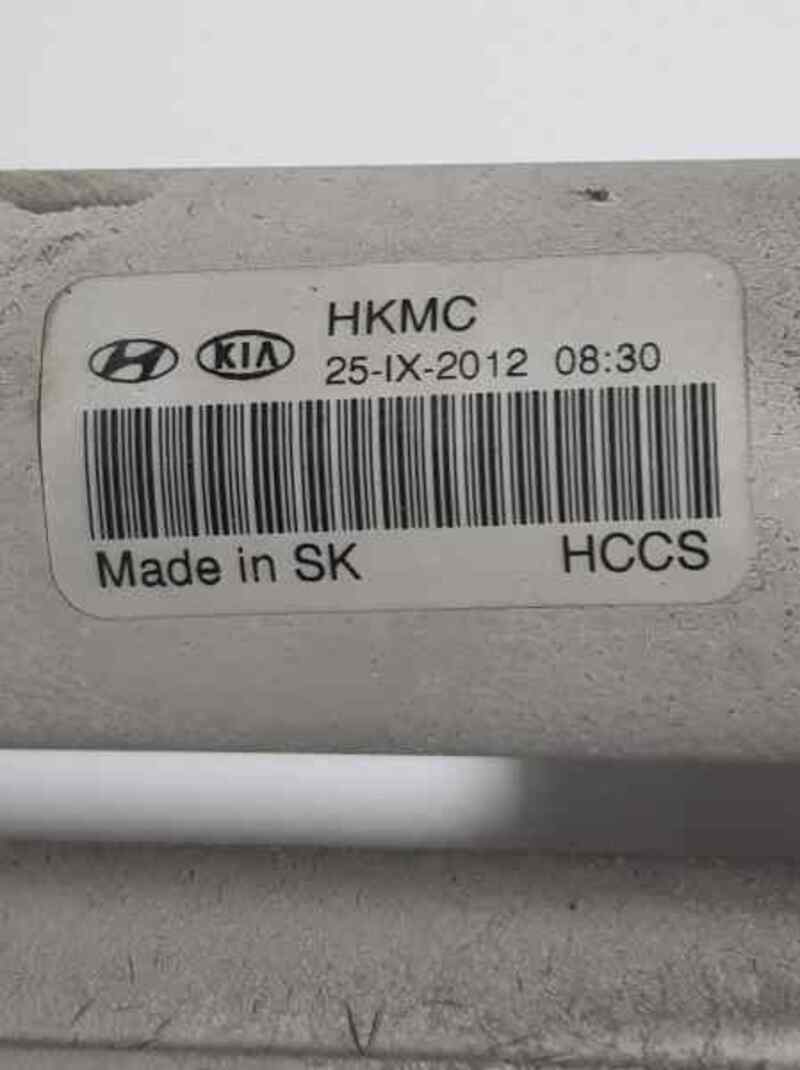 HKMC
KIA 25-IX-2012 08:30
Made in SK HCCS